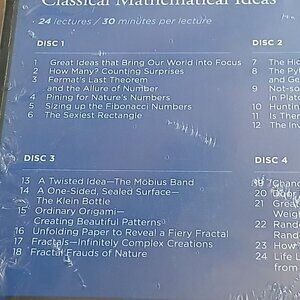 Classical Mathematical Ideas
24 lectures / 30 minutes per lecture
DISC 1
1 Great Ideas that Bring Our World into Focus
2 How Many? Counting Surprises
3 Fermat's Last Theorem
and the Allure of Number
4 Pining for Nature's Numbers
5 Sizing up the Fibonacci Numbers
6 The Sexiest Rectangle
DISC 2
7 The
8 The
and Ge
9 Not-so
in Plato
10 Huntin
11 Is Ther
12 The Inv
DISC 3
13 A Twisted Idea—The Möbius Band
14 A One-Sided, Sealed Surface—
The Klein Bottle
15 Ordinary Origami—
Creating Beautiful Patterns
16 Unfolding Paper to Reveal a Fiery Fractal
17 Fractals—Infinitely Complex Creations
18 Fractal Frauds of Nature
DISC 4
19 Chanc
20
21 Great
Weigh
22 Rando
Rando
23 How
24 Life L
from